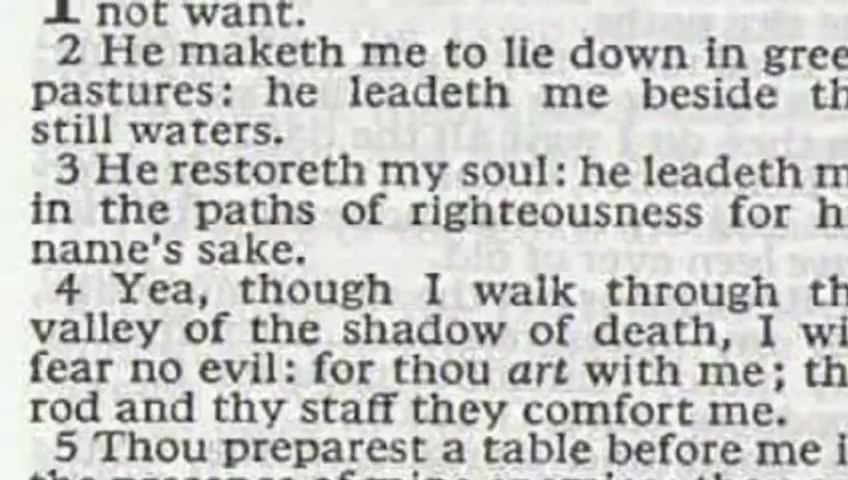 not want.
2 He maketh me to lie down in gree
pastures: he leadeth me beside th
still waters.
3 He restoreth my soul: he leadeth m
in the paths of righteousness for h
name's sake.
4 Yea, though I walk through th
valley of the shadow of death, I wi
fear no evil: for thou art with me; th
rod and thy staff they comfort me.
5 Thou preparest a table before me i